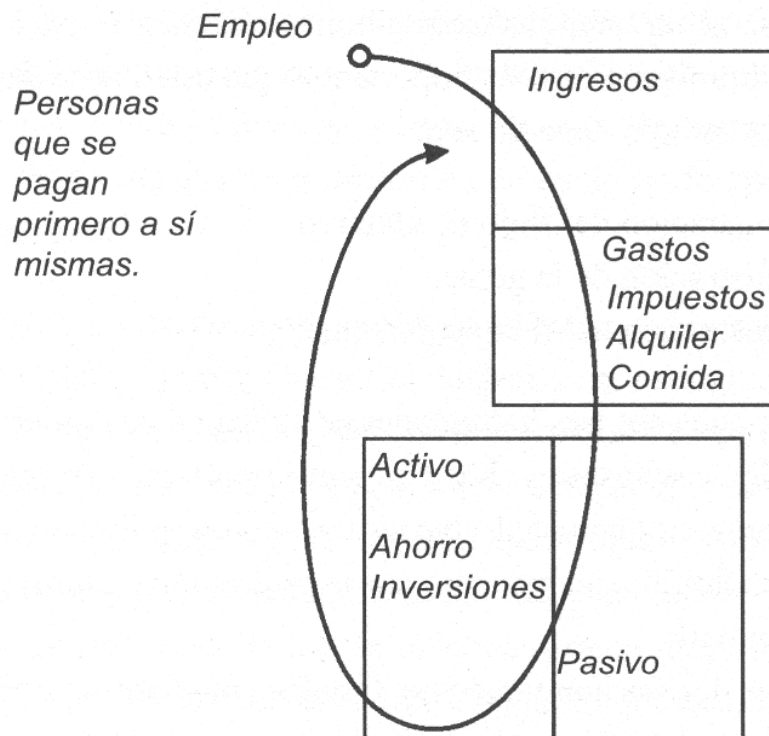 Empleo
Personas
que se
pagan
primero a sí
mismas.
Ingresos
Gastos
Impuestos
Alquiler
Comida
Activo
Ahorro
Inversiones
Pasivo